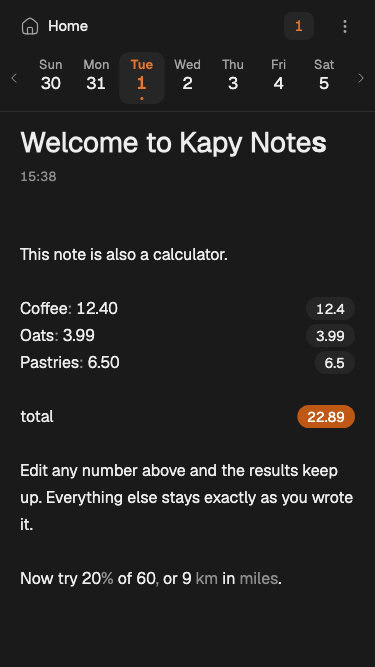 Home
1
Sun Mon Tue Wed Thu Fri Sat
30 31 1 2 3 4 5
Welcome to Kapy Notes
15:38
This note is also a calculator.
Coffee: 12.40 12.4
Oats: 3.99 3.99
Pastries: 6.50 6.5
total 22.89
Edit any number above and the results keep
up. Everything else stays exactly as you wrote
it.
Now try 20% of 60, or 9 km in miles.